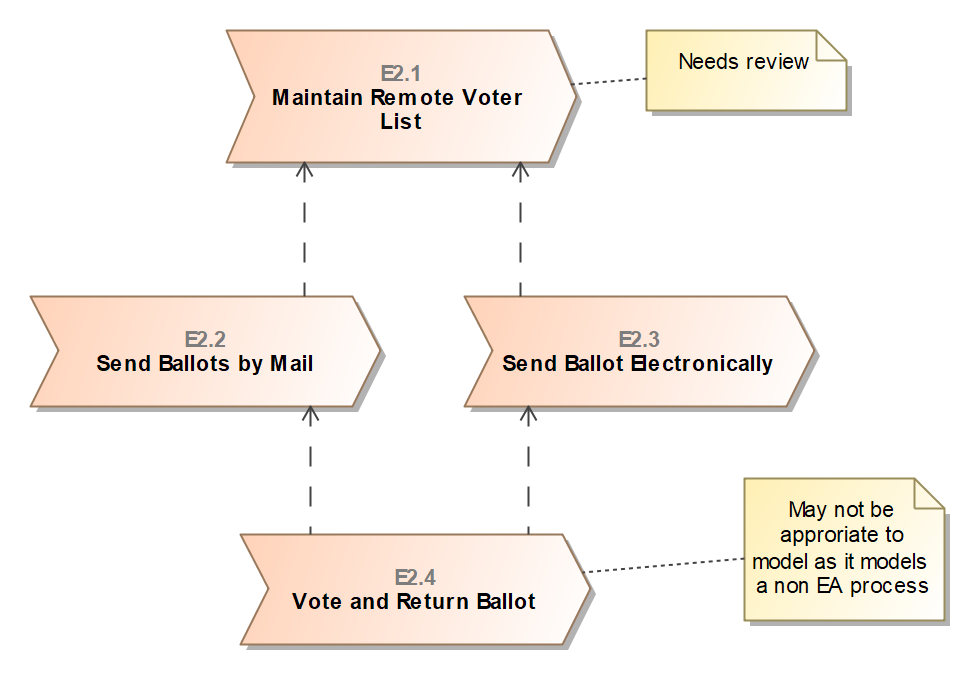 E2.1
Maintain Remote Voter
List
Needs review
E2.2
Send Ballots by Mail
E2.3
Send Ballot Electronically
E2.4
Vote and Return Ballot
May not be
approriate to
model as it models
a non EA process